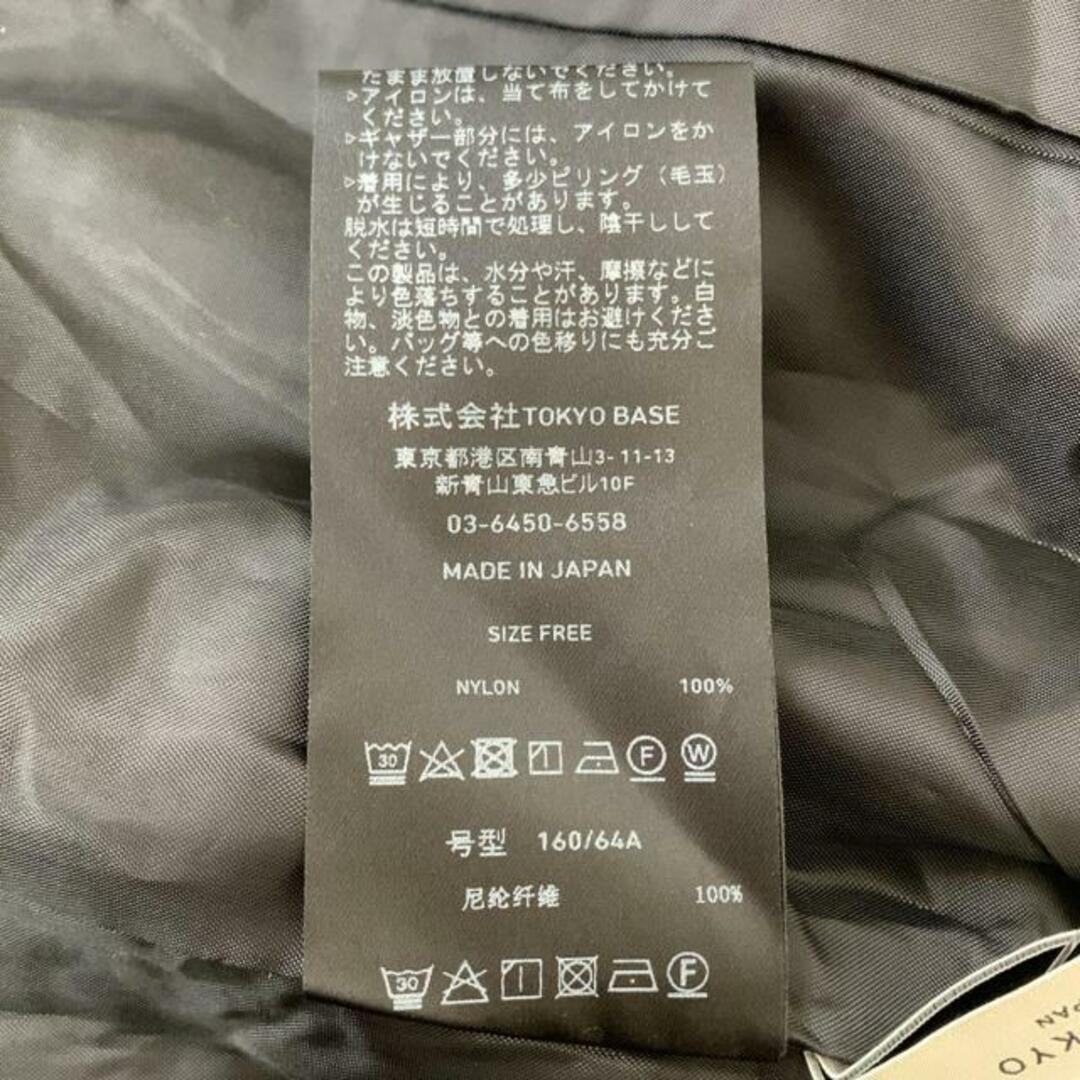 たまま放置しないでください。
▷アイロンは、当て布をしてかけて
ください。
▷ギャザー部分には、アイロンをか
けないでください。
▷着用により、多少ピリング（毛玉）
が生じることがあります。
脱水は短時間で処理し、陰干しして
ください。
この製品は、水分や汗、摩擦などに
より色落ちすることがあります。白
物、淡色物との着用はお避けくださ
い。バッグ等への色移りにも充分ご
注意ください。
株式会社TOKYO BASE
東京都港区南青山3-11-13
新青山東急ビル10F
03-6450-6558
MADE IN JAPAN
SIZE FREE
NYLON 100%
30 F W
号型 160/64A
尼纶纤维 100%
30 F
KYO
PAN